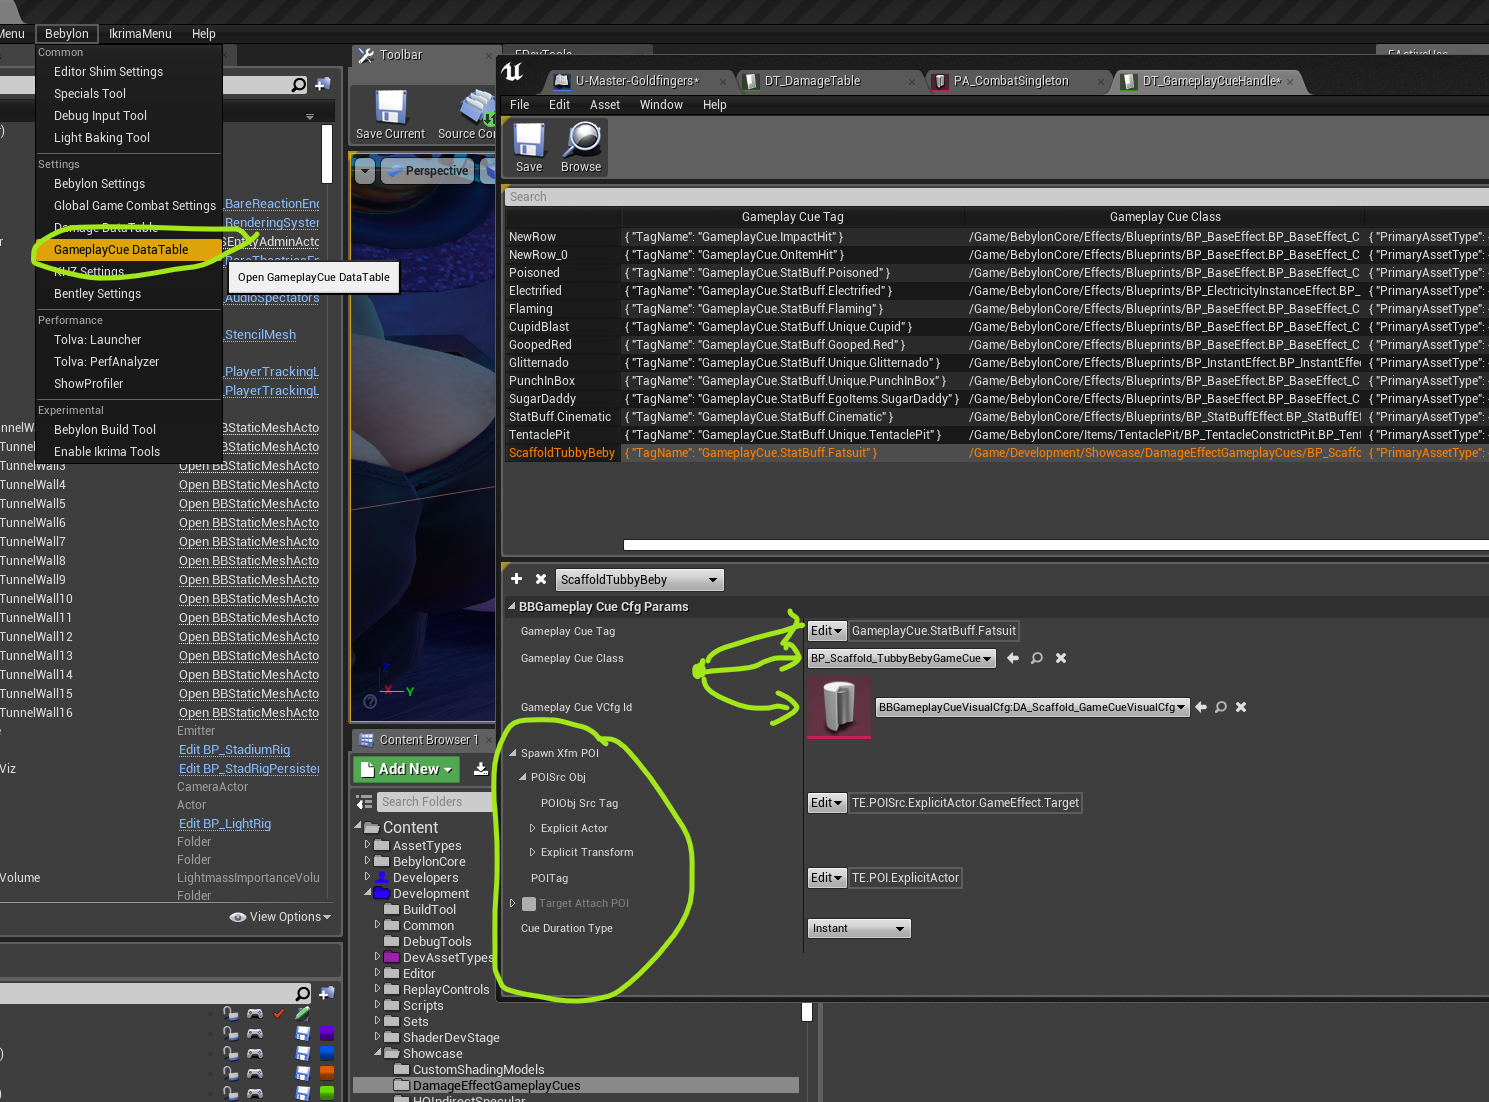 Menu
Bebylon
IkrimaMenu
Help
Common
Editor Shim Settings
Specials Tool
Debug Input Tool
Light Baking Tool
Settings
Bebylon Settings
Global Game Combat Settings
Damage DataTable
GameplayCue DataTable
Open GameplayCue DataTable
KHZ Settings
Bentley Settings
Performance
Tolva: Launcher
Tolva: PerfAnalyzer
ShowProfiler
Experimental
Bebylon Build Tool
Enable Ikrima Tools
_BareReactionEnc
_RenderingSyster
SEntityAdminActo
_AudioSpectators
_StencilMesh
_PlayerTrackingL
_PlayerTrackingL
BBStaticMeshActo
BBStaticMeshActo
TunnelWall3 Open BBStaticMeshActo
TunnelWall4 Open BBStaticMeshActo
TunnelWall5 Open BBStaticMeshActo
TunnelWall6 Open BBStaticMeshActo
TunnelWall7 Open BBStaticMeshActo
TunnelWall8 Open BBStaticMeshActo
TunnelWall9 Open BBStaticMeshActo
TunnelWall10 Open BBStaticMeshActo
TunnelWall11 Open BBStaticMeshActo
TunnelWall12 Open BBStaticMeshActo
TunnelWall13 Open BBStaticMeshActo
TunnelWall14 Open BBStaticMeshActo
TunnelWall15 Open BBStaticMeshActo
TunnelWall16 Open BBStaticMeshActo
Emitter
Edit BP_StadiumRig
Viz Edit BP_StadRigPersister
CameraActor
Actor
Edit BP_LightRig
Folder
Volume LightmassImportanceVolu
Folder
View Options
Toolbar
Save Current
Source Co
Perspective
Z
X
Y
Content Browser 1
Add New
Search Folders
Content
AssetTypes
BebylonCore
Developers
Development
BuildTool
Common
DebugTools
DevAssetTypes
Editor
ReplayControls
Scripts
Sets
ShaderDevStage
Showcase
CustomShadingModels
DamageEffectGameplayCues
HQIndirectSpecular
U-Master-Goldfingers*
DT_DamageTable
PA_CombatSingleton
DT_GameplayCueHandle*
File
Edit
Asset
Window
Help
Save
Browse
Search
Gameplay Cue Tag
Gameplay Cue Class
NewRow { "TagName": "GameplayCue.ImpactHit" } /Game/BebylonCore/Effects/Blueprints/BP_BaseEffect.BP_BaseEffect_C { "PrimaryAssetType":
NewRow_0 { "TagName": "GameplayCue.OnItemHit" } /Game/BebylonCore/Effects/Blueprints/BP_BaseEffect.BP_BaseEffect_C { "PrimaryAssetType":
Poisoned { "TagName": "GameplayCue.StatBuff.Poisoned" } /Game/BebylonCore/Effects/Blueprints/BP_BaseEffect.BP_BaseEffect_C { "PrimaryAssetType":
Electrified { "TagName": "GameplayCue.StatBuff.Electrified" } /Game/BebylonCore/Effects/Blueprints/BP_ElectricityInstanceEffect.BP_ { "PrimaryAssetType":
Flaming { "TagName": "GameplayCue.StatBuff.Flaming" } /Game/BebylonCore/Effects/Blueprints/BP_BaseEffect.BP_BaseEffect_C { "PrimaryAssetType":
CupidBlast { "TagName": "GameplayCue.StatBuff.Unique.Cupid" } /Game/BebylonCore/Effects/Blueprints/BP_BaseEffect.BP_BaseEffect_C { "PrimaryAssetType":
GoopedRed { "TagName": "GameplayCue.StatBuff.Gooped.Red" } /Game/BebylonCore/Effects/Blueprints/BP_BaseEffect.BP_BaseEffect_C { "PrimaryAssetType":
Glitternado { "TagName": "GameplayCue.StatBuff.Unique.Glitternado" } /Game/BebylonCore/Effects/Blueprints/BP_InstantEffect.BP_InstantEffe { "PrimaryAssetType":
PunchInBox { "TagName": "GameplayCue.StatBuff.Unique.PunchInBox" } /Game/BebylonCore/Effects/Blueprints/BP_BaseEffect.BP_BaseEffect_C { "PrimaryAssetType":
SugarDaddy { "TagName": "GameplayCue.StatBuff.EgoItems.SugarDaddy" } /Game/BebylonCore/Effects/Blueprints/BP_BaseEffect.BP_BaseEffect_C { "PrimaryAssetType":
StatBuff.Cinematic { "TagName": "GameplayCue.StatBuff.Cinematic" } /Game/BebylonCore/Effects/Blueprints/BP_StatBuffEffect.BP_StatBuffEf { "PrimaryAssetType":
TentaclePit { "TagName": "GameplayCue.StatBuff.Unique.TentaclePit" } /Game/BebylonCore/Items/TentaclePit/BP_TentacleConstrictPit.BP_Tent { "PrimaryAssetType":
ScaffoldTubbyBeby { "TagName": "GameplayCue.StatBuff.Fatsuit" } /Game/Development/Showcase/DamageEffectGameplayCues/BP_Scaffo { "PrimaryAssetType":
ScaffoldTubbyBeby
BBGameplay Cue Cfg Params
Gameplay Cue Tag Edit GameplayCue.StatBuff.Fatsuit
Gameplay Cue Class BP_Scaffold_TubbyBebyGameCue
Gameplay Cue VCfg Id BBGameplayCueVisualCfg:DA_Scaffold_GameCueVisualCfg
Spawn Xfm POI
POISrc Obj
POIObj Src Tag Edit TE.POISrc.ExplicitActor.GameEffect.Target
Explicit Actor
Explicit Transform
POITag Edit TE.POI.ExplicitActor
Target Attach POI
Cue Duration Type Instant